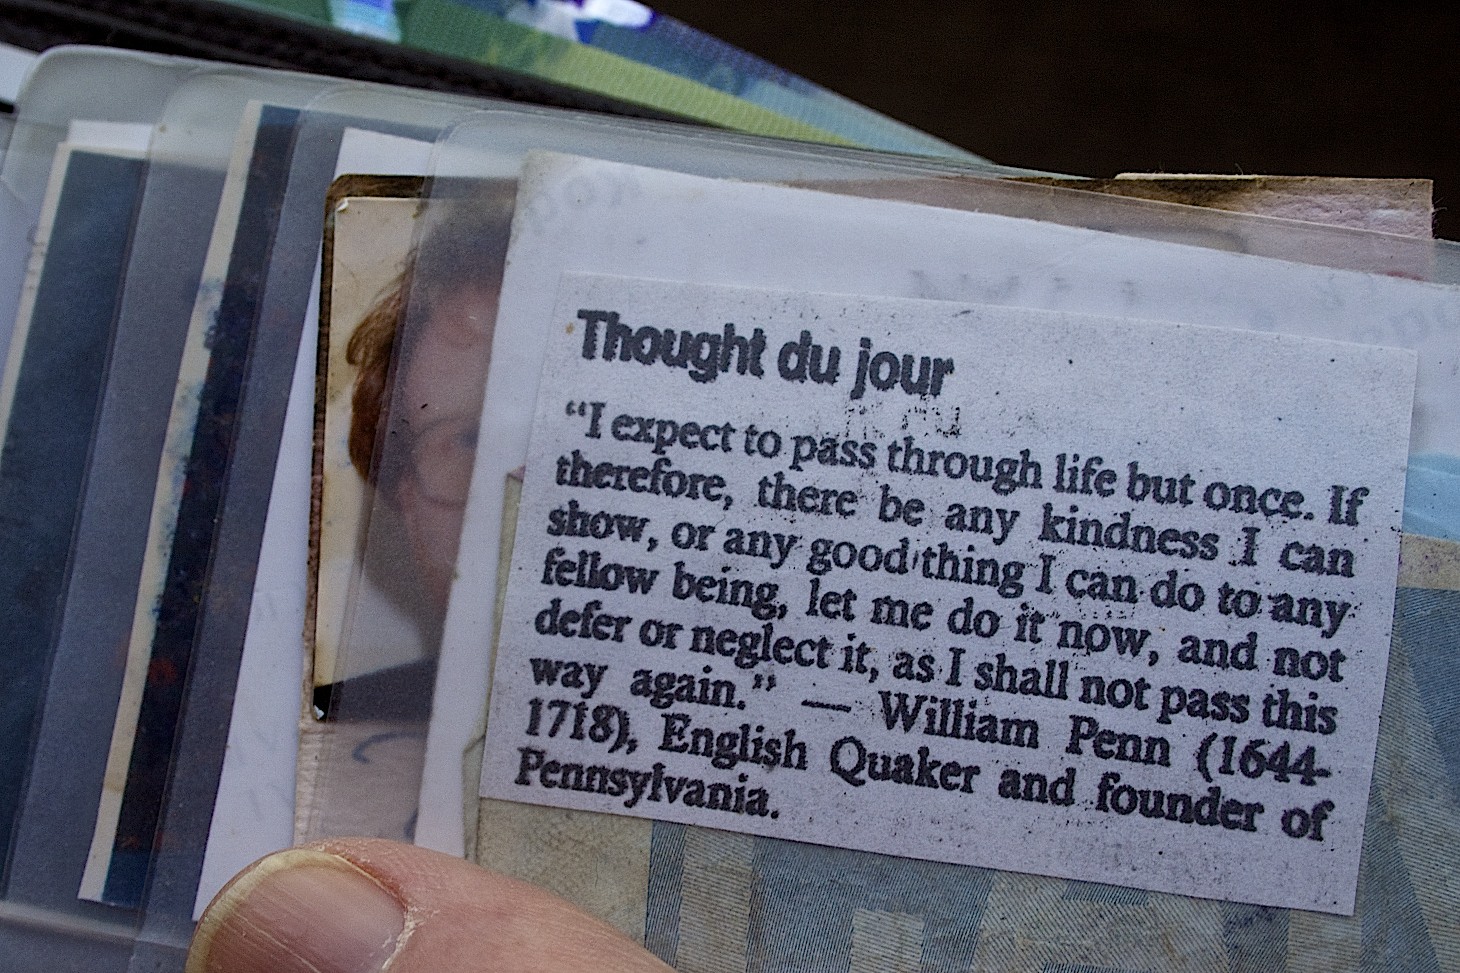 Thought du jour
“I expect to pass through life but once. If
therefore, there be any kindness I can
show, or any good thing I can do to any
fellow being, let me do it now, and not
defer or neglect it, as I shall not pass this
way again.” — William Penn (1644-
1718), English Quaker and founder of
Pennsylvania.